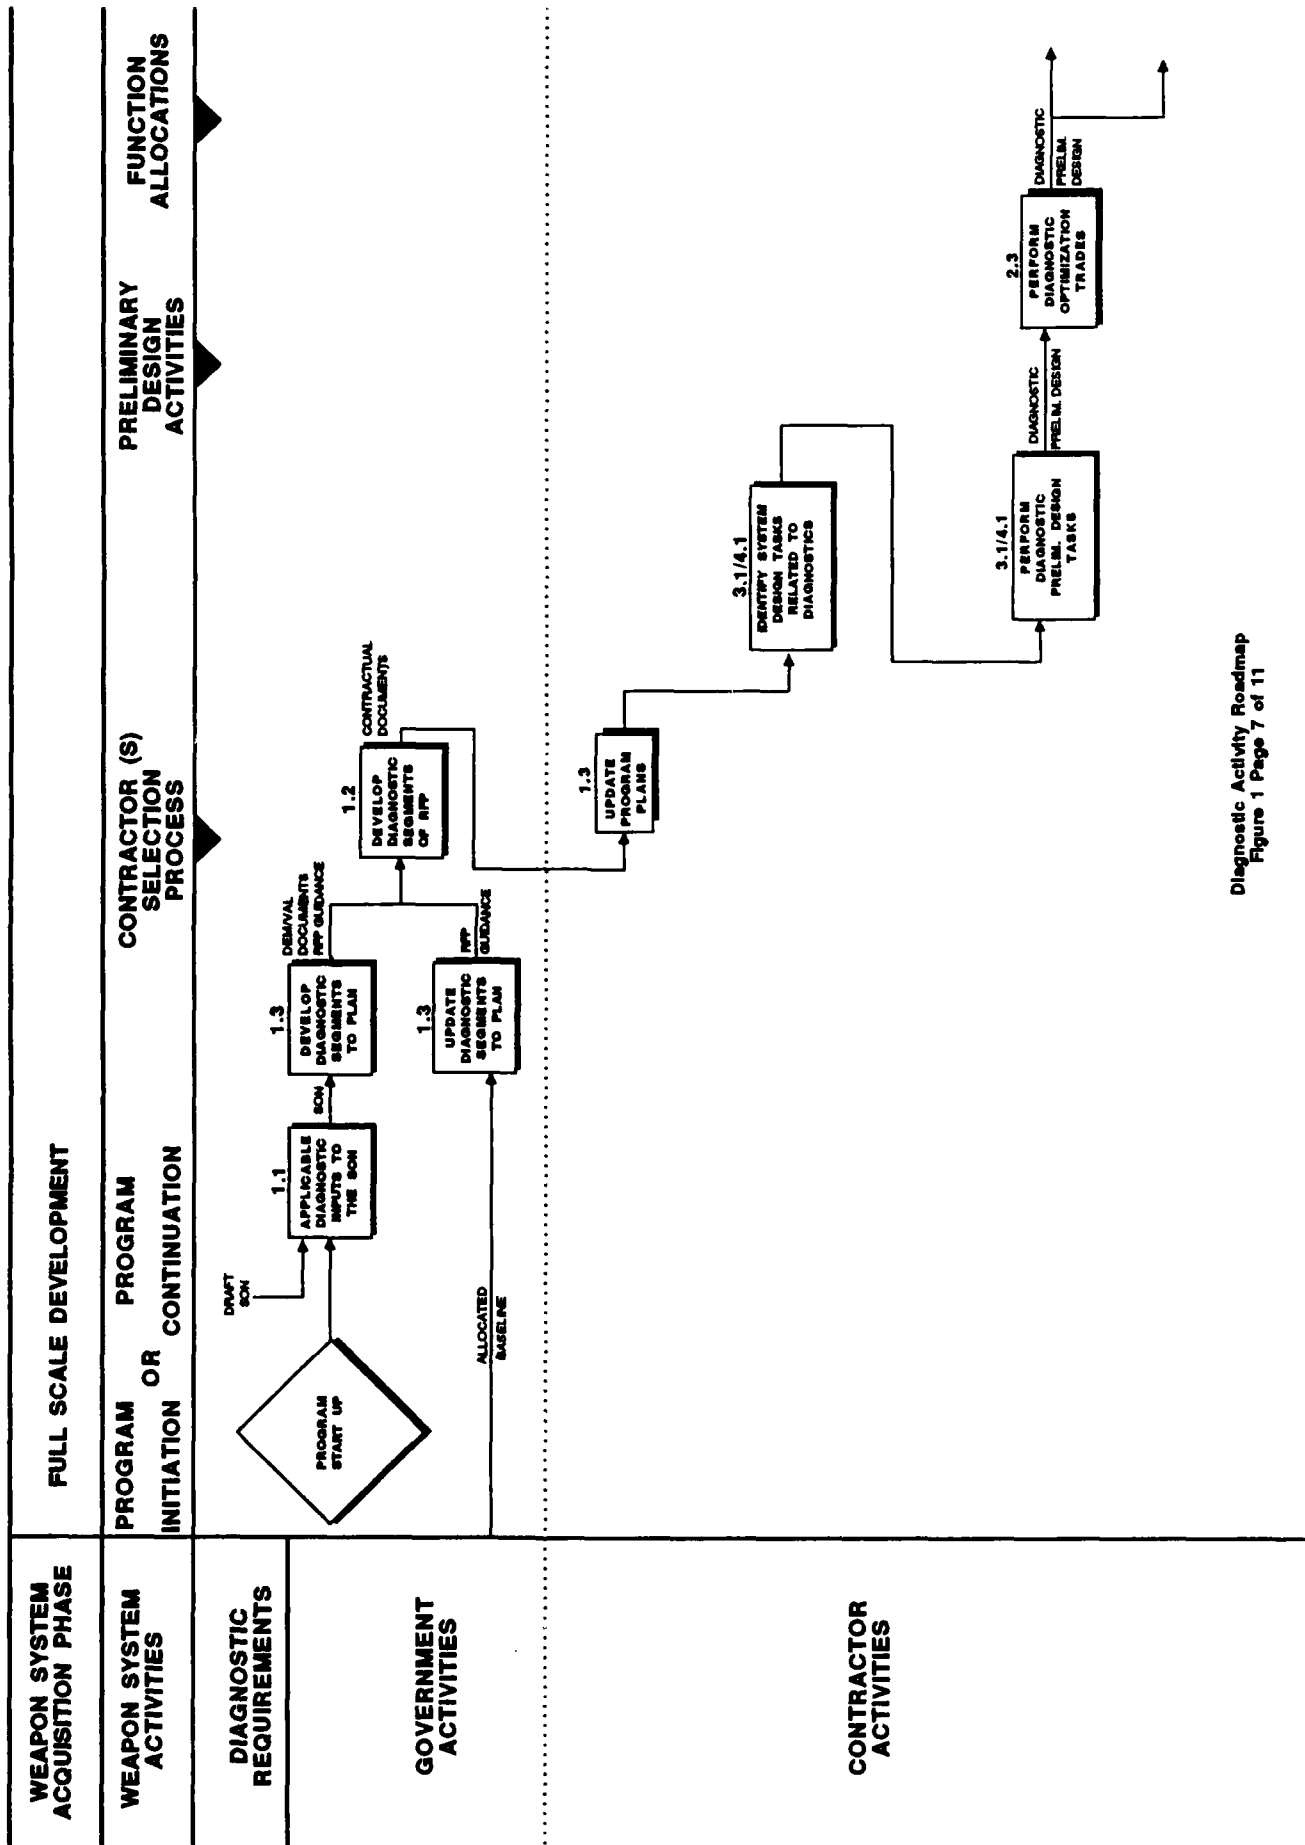 WEAPON SYSTEM
ACQUISITION PHASE
FULL SCALE DEVELOPMENT
WEAPON SYSTEM
ACTIVITIES
PROGRAM
INITIATION
OR
PROGRAM
CONTINUATION
CONTRACTOR (S)
SELECTION
PROCESS
PRELIMINARY
DESIGN
ACTIVITIES
FUNCTION
ALLOCATIONS
DIAGNOSTIC
REQUIREMENTS
GOVERNMENT
ACTIVITIES
DRAFT
SON
PROGRAM
START UP
1.1
APPLICABLE
DIAGNOSTIC
INPUTS TO
THE SON
SON
1.3
DEVELOP
DIAGNOSTIC
SEGMENTS
TO PLAN
DEM/VAL
DOCUMENTS
RFP GUIDANCE
1.2
DEVELOP
DIAGNOSTIC
SEGMENTS
OF RFP
CONTRACTUAL
DOCUMENTS
ALLOCATED
BASELINE
1.3
UPDATE
DIAGNOSTIC
SEGMENTS
TO PLAN
RFP
GUIDANCE
CONTRACTOR
ACTIVITIES
1.3
UPDATE
PROGRAM
PLANS
3.1/4.1
IDENTIFY SYSTEM
DESIGN TASKS
RELATED TO
DIAGNOSTICS
3.1/4.1
PERFORM
DIAGNOSTIC
PRELIM. DESIGN
TASKS
DIAGNOSTIC
PRELIM. DESIGN
2.3
PERFORM
DIAGNOSTIC
OPTIMIZATION
TRADES
DIAGNOSTIC
PRELIM.
DESIGN
Diagnostic Activity Roadmap
Figure 1 Page 7 of 11